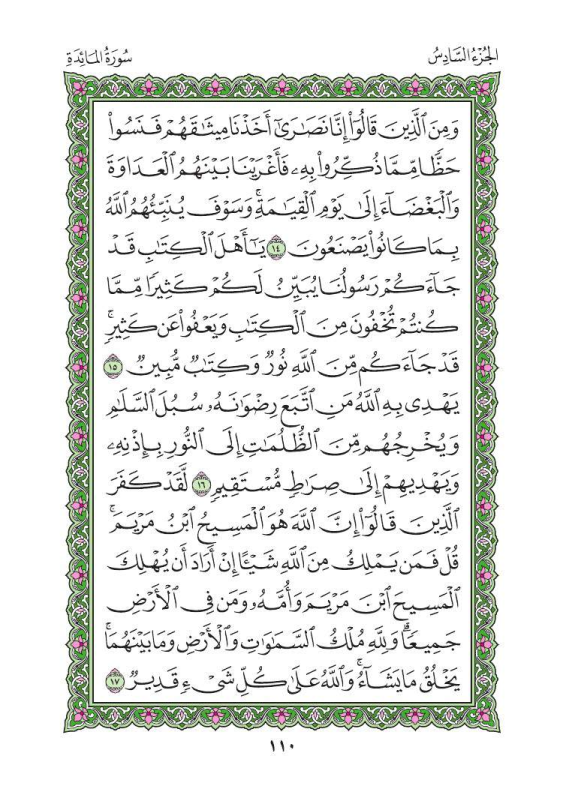 الجُزْءُ السَّادِسُ
سُورَةُ المَائِدَةِ
وَمِنَ ٱلَّذِينَ قَالُوٓا۟ إِنَّا نَصَـٰرَىٰٓ أَخَذْنَا مِيثَـٰقَهُمْ فَنَسُوا۟
حَظًّا مِّمَّا ذُكِّرُوا۟ بِهِۦ فَأَغْرَيْنَا بَيْنَهُمُ ٱلْعَدَاوَةَ
وَٱلْبَغْضَآءَ إِلَىٰ يَوْمِ ٱلْقِيَـٰمَةِ ۚ وَسَوْفَ يُنَبِّئُهُمُ ٱللَّهُ
بِمَا كَانُوا۟ يَصْنَعُونَ ١٤ يَـٰٓأَهْلَ ٱلْكِتَـٰبِ قَدْ
جَآءَكُمْ رَسُولُنَا يُبَيِّنُ لَكُمْ كَثِيرًا مِّمَّا
كُنتُمْ تُخْفُونَ مِنَ ٱلْكِتَـٰبِ وَيَعْفُوا۟ عَن كَثِيرٍ ۚ
قَدْ جَآءَكُم مِّنَ ٱللَّهِ نُورٌ وَكِتَـٰبٌ مُّبِينٌ ١٥
يَهْدِى بِهِ ٱللَّهُ مَنِ ٱتَّبَعَ رِضْوَٰنَهُۥ سُبُلَ ٱلسَّلَـٰمِ
وَيُخْرِجُهُم مِّنَ ٱلظُّلُمَـٰتِ إِلَى ٱلنُّورِ بِإِذْنِهِۦ
وَيَهْدِيهِمْ إِلَىٰ صِرَٰطٍ مُّسْتَقِيمٍ ١٦ لَّقَدْ كَفَرَ
ٱلَّذِينَ قَالُوٓا۟ إِنَّ ٱللَّهَ هُوَ ٱلْمَسِيحُ ٱبْنُ مَرْيَمَ ۚ
قُلْ فَمَن يَمْلِكُ مِنَ ٱللَّهِ شَيْـًٔا إِنْ أَرَادَ أَن يُهْلِكَ
ٱلْمَسِيحَ ٱبْنَ مَرْيَمَ وَأُمَّهُۥ وَمَن فِى ٱلْأَرْضِ
جَمِيعًا ۗ وَلِلَّهِ مُلْكُ ٱلسَّمَـٰوَٰتِ وَٱلْأَرْضِ وَمَا بَيْنَهُمَا ۚ
يَخْلُقُ مَا يَشَآءُ ۚ وَٱللَّهُ عَلَىٰ كُلِّ شَىْءٍ قَدِيرٌ ١٧
١١٠